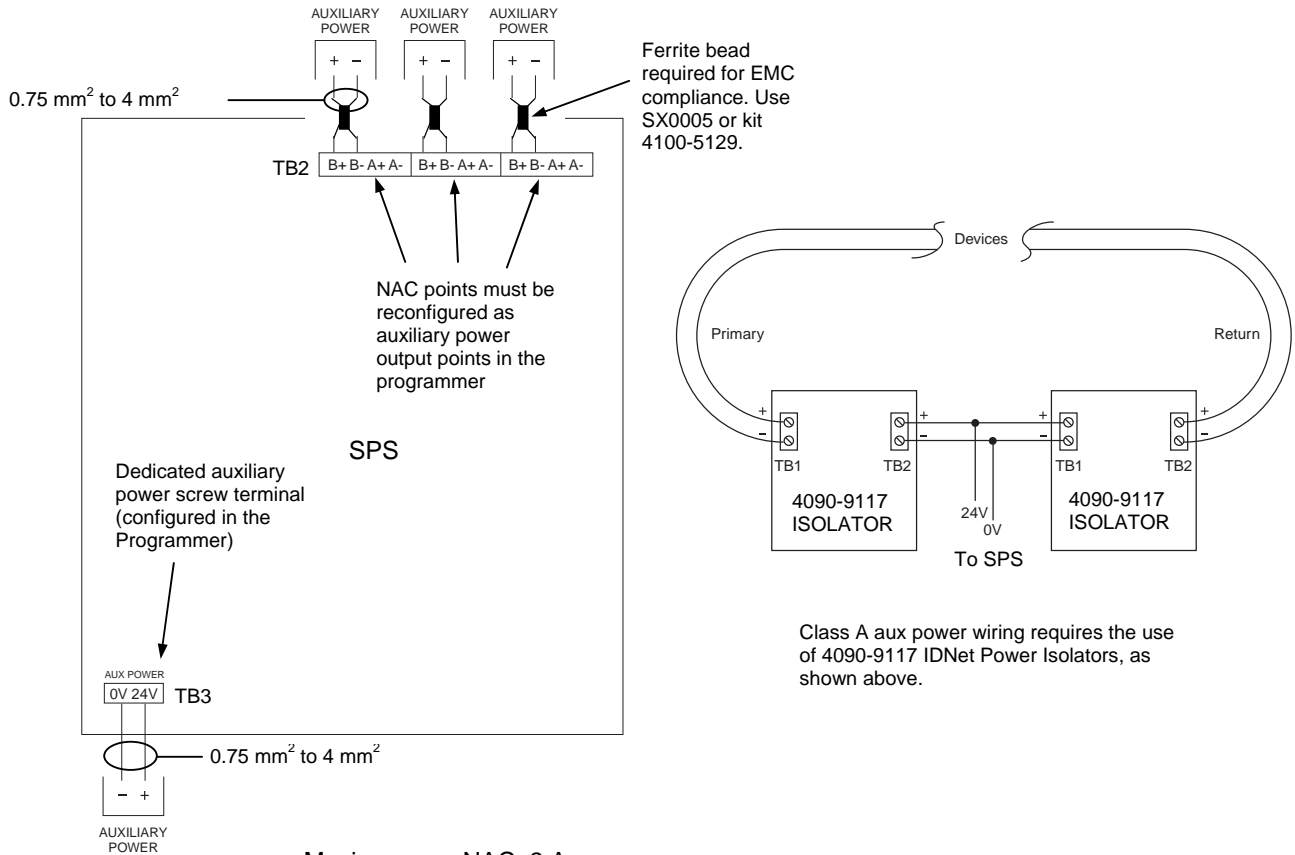 AUXILIARY
POWER
AUXILIARY
POWER
AUXILIARY
POWER
+ −
+ −
+ −
Ferrite bead
required for EMC
compliance. Use
SX0005 or kit
4100-5129.
0.75 mm² to 4 mm²
TB2
B+ B- A+ A-
B+ B- A+ A-
B+ B- A+ A-
NAC points must be
reconfigured as
auxiliary power
output points in the
programmer
SPS
Dedicated auxiliary
power screw terminal
(configured in the
Programmer)
AUX POWER
0V 24V
TB3
0.75 mm² to 4 mm²
− +
AUXILIARY
POWER
Devices
Primary
Return
+
−
TB1
+
−
TB2
+
−
TB1
+
−
TB2
4090-9117
ISOLATOR
24V
0V
To SPS
4090-9117
ISOLATOR
Class A aux power wiring requires the use
of 4090-9117 IDNet Power Isolators, as
shown above.